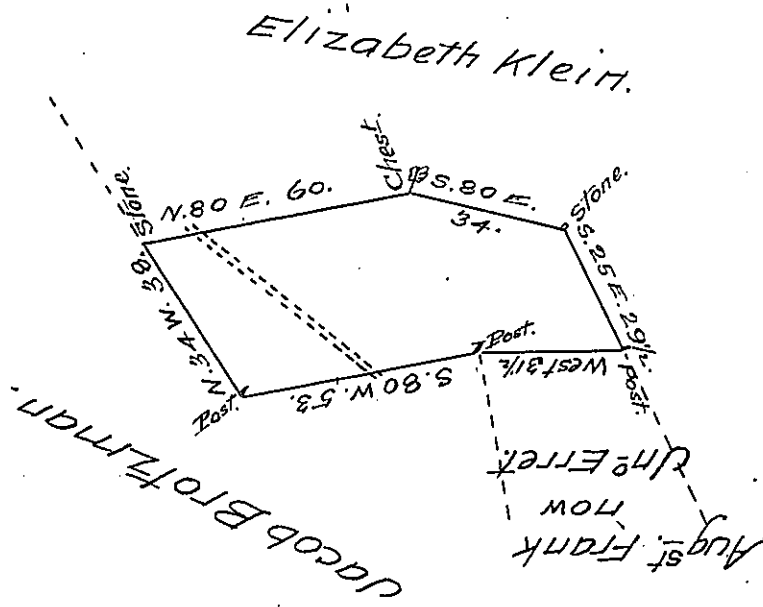 Elizabeth Klein.
Chest.
Stone.
N. 80 E. 60.
S. 80 E.
34.
Stone.
S. 25 E. 29½.
Post.
West 31½
Post.
S. 80 W. 53.
Post.
N. 34 W. 38.
Jacob Brotzman.
Jnº Erret.
now
Augst. Frank